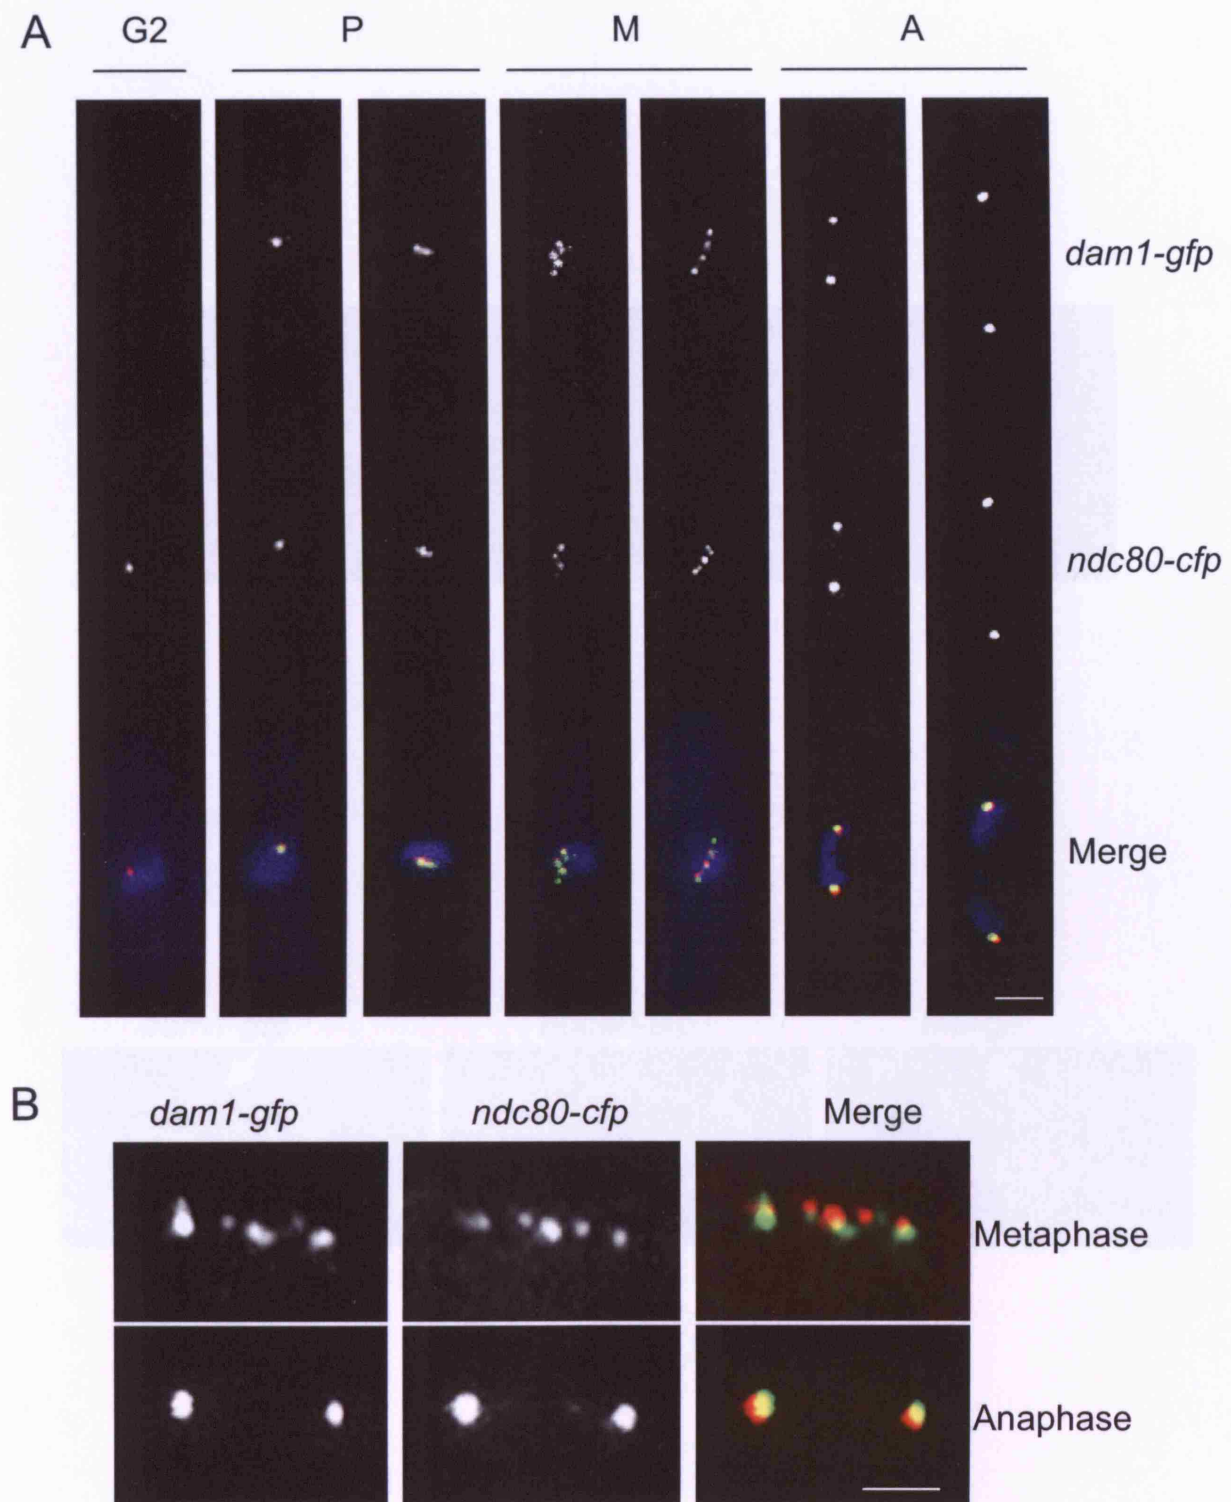 A
G2 P M A
dam1-gfp
ndc80-cfp
Merge
B
dam1-gfp ndc80-cfp Merge
Metaphase
Anaphase